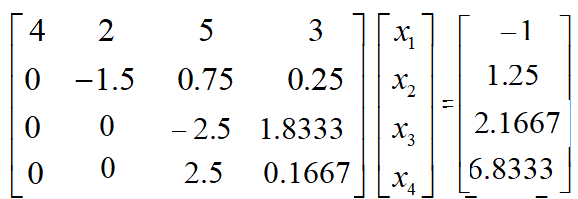 4 2 5 3 x₁ −1
0 −1.5 0.75 0.25 x₂ 1.25
0 0 −2.5 1.8333 x₃ = 2.1667
0 0 2.5 0.1667 x₄ 6.8333